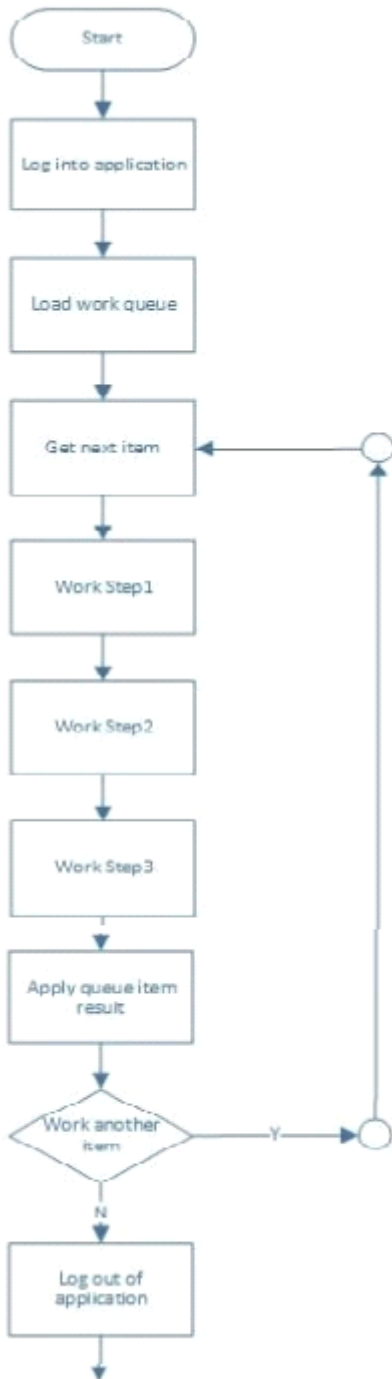 Start
Log into application
Load work queue
Get next item
Work Step1
Work Step2
Work Step3
Apply queue item
result
Work another
item
Y
N
Log out of
application